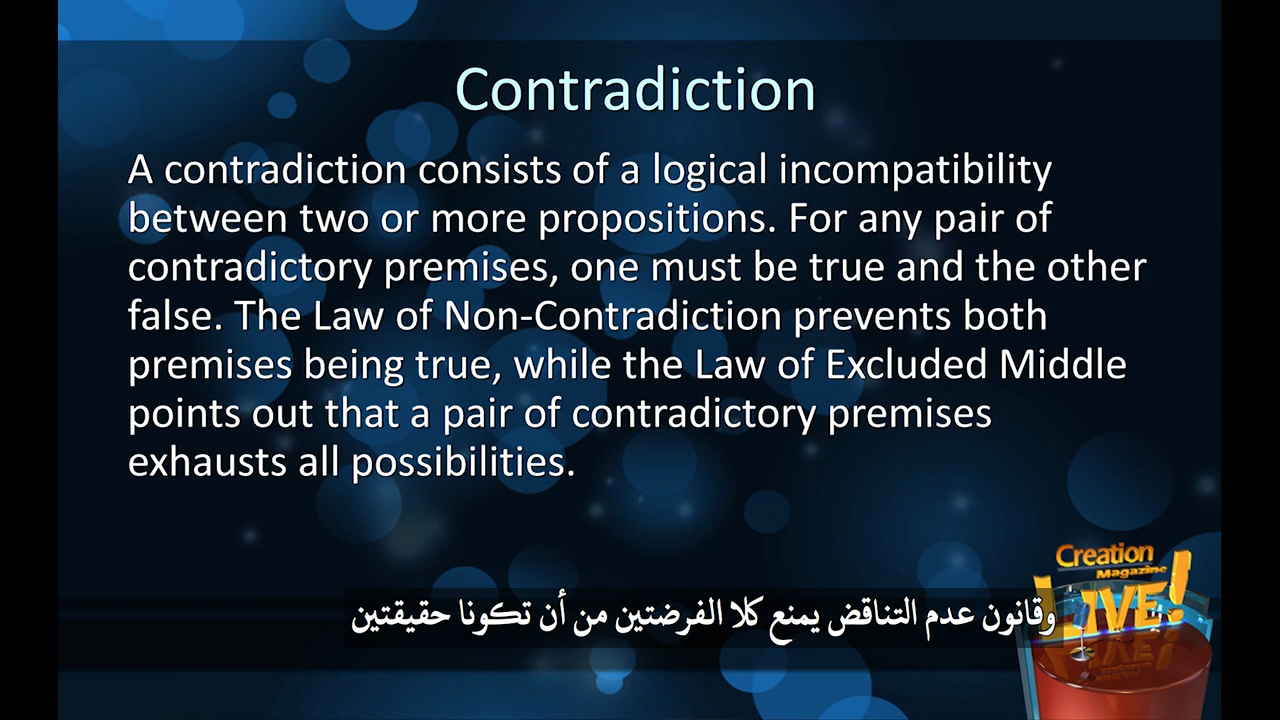 Contradiction
A contradiction consists of a logical incompatibility
between two or more propositions. For any pair of
contradictory premises, one must be true and the other
false. The Law of Non-Contradiction prevents both
premises being true, while the Law of Excluded Middle
points out that a pair of contradictory premises
exhausts all possibilities.
Creation
Magazine
LIVE!
وقانون عدم التناقض يمنع كلا الفرضتين من أن تكونا حقيقتين